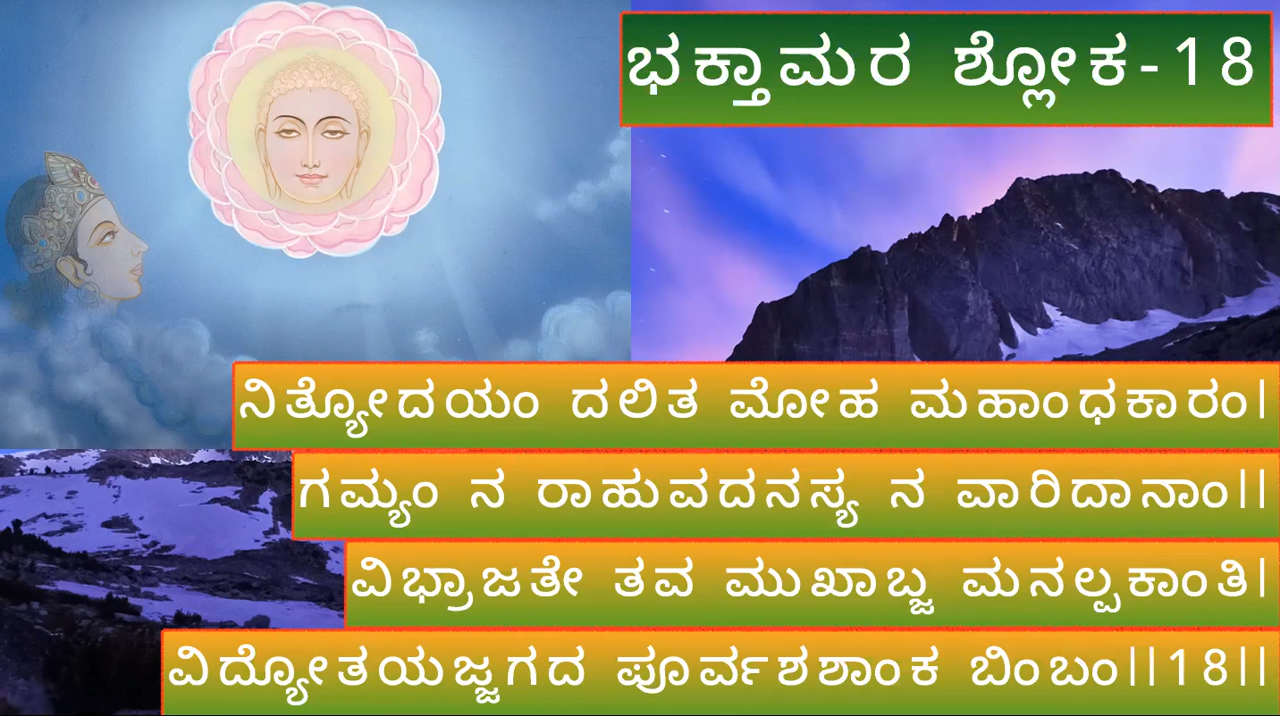 ಭಕ್ತಾಮರ ಶ್ಲೋಕ-18
ನಿತ್ಯೋದಯಂ ದಲಿತ ಮೋಹ ಮಹಾಂಧಕಾರಂ|
ಗಮ್ಯಂ ನ ರಾಹುವದನಸ್ಯ ನ ವಾರಿದಾನಾಂ||
ವಿಭ್ರಾಜತೇ ತವ ಮುಖಾಬ್ಜ ಮನಲ್ಪಕಾಂತಿ|
ವಿದ್ಯೋತಯಜ್ಜಗದ ಪೂರ್ವಶಶಾಂಕ ಬಿಂಬಂ||18||